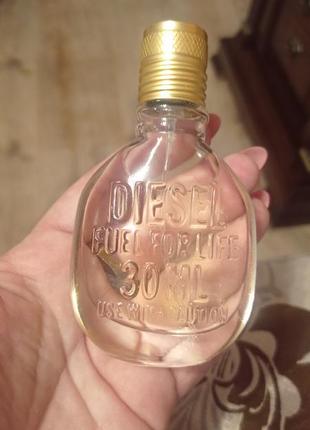 DIESEL
FUEL FOR LIFE
30 ML
USE WITH CAUTION